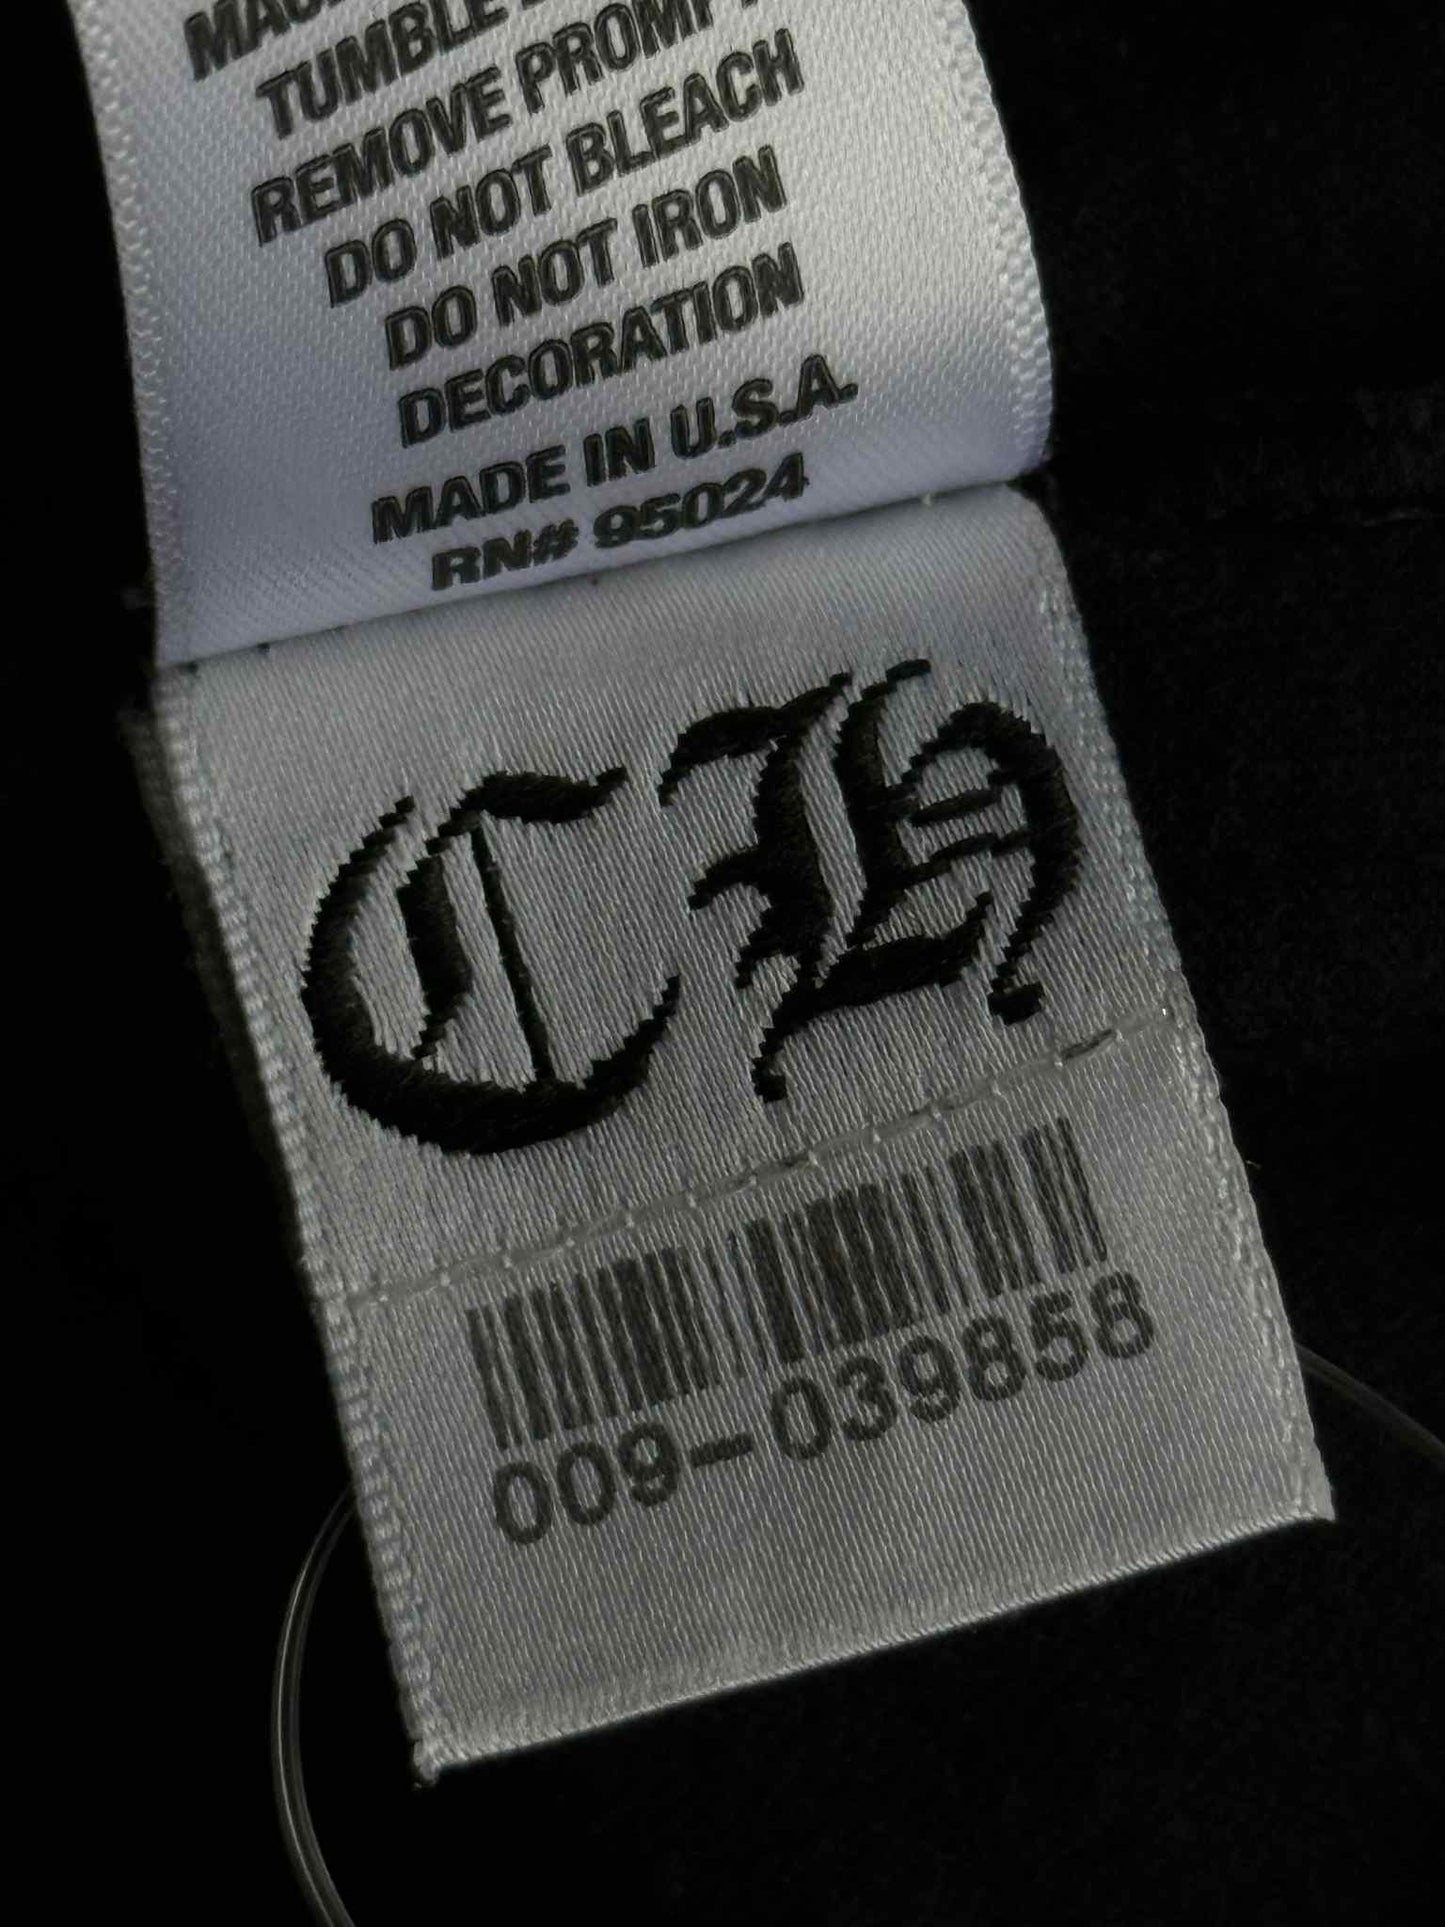 TUMBLE
REMOVE PROMPT
DO NOT BLEACH
DO NOT IRON
DECORATION
MADE IN U.S.A.
RN# 95024
CH
009-039858